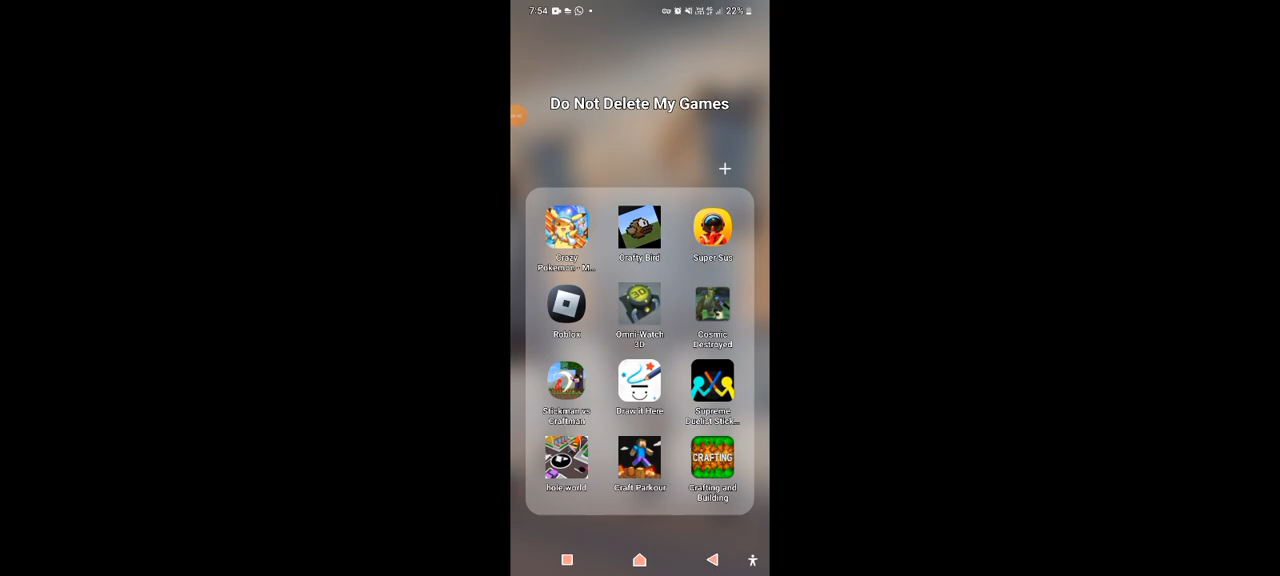 7:54
22%
Do Not Delete My Games
Crazy
Pokemon - M...
Crafty Bird
Super Sus
Roblox
Omni-Watch
3D
Cosmic
Destroyed
Stickman vs
Craftman
Draw it Here
Supreme
Duelist Stick...
hole world
Craft Parkour
CRAFTING
Crafting and
Building